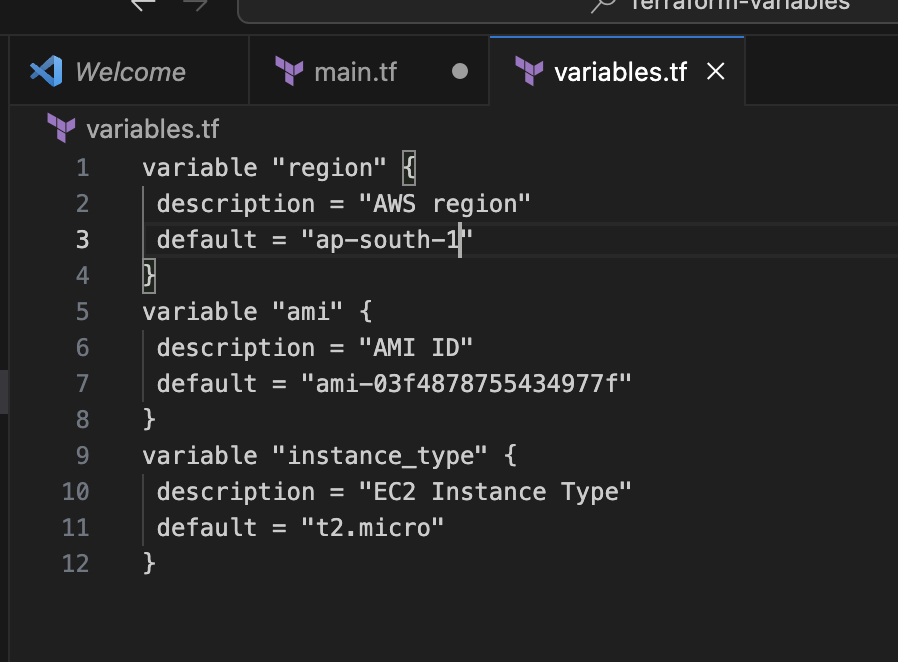 Terraform-Variables
Welcome
main.tf
variables.tf
variables.tf
1 variable "region" {
2 description = "AWS region"
3 default = "ap-south-1"
4 }
5 variable "ami" {
6 description = "AMI ID"
7 default = "ami-03f4878755434977f"
8 }
9 variable "instance_type" {
10 description = "EC2 Instance Type"
11 default = "t2.micro"
12 }